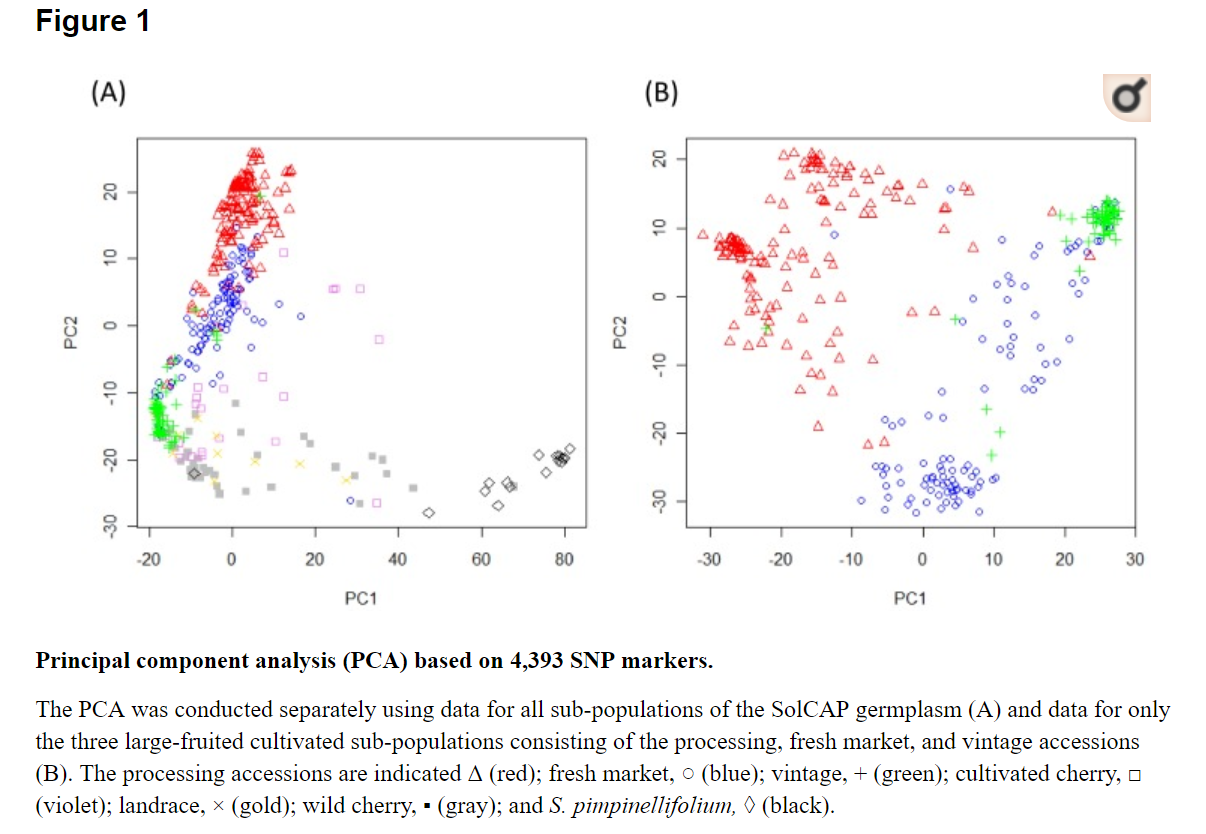 Figure 1
(A)
(B)
20
10
0
-10
-20
-30
PC2
-20
0
20
40
60
80
PC1
20
10
0
-10
-20
-30
PC2
-30
-20
-10
0
10
20
30
PC1
Principal component analysis (PCA) based on 4,393 SNP markers.
The PCA was conducted separately using data for all sub-populations of the SolCAP germplasm (A) and data for only
the three large-fruited cultivated sub-populations consisting of the processing, fresh market, and vintage accessions
(B). The processing accessions are indicated Δ (red); fresh market, ○ (blue); vintage, + (green); cultivated cherry, □
(violet); landrace, × (gold); wild cherry, ▪ (gray); and S. pimpinellifolium, ◊ (black).